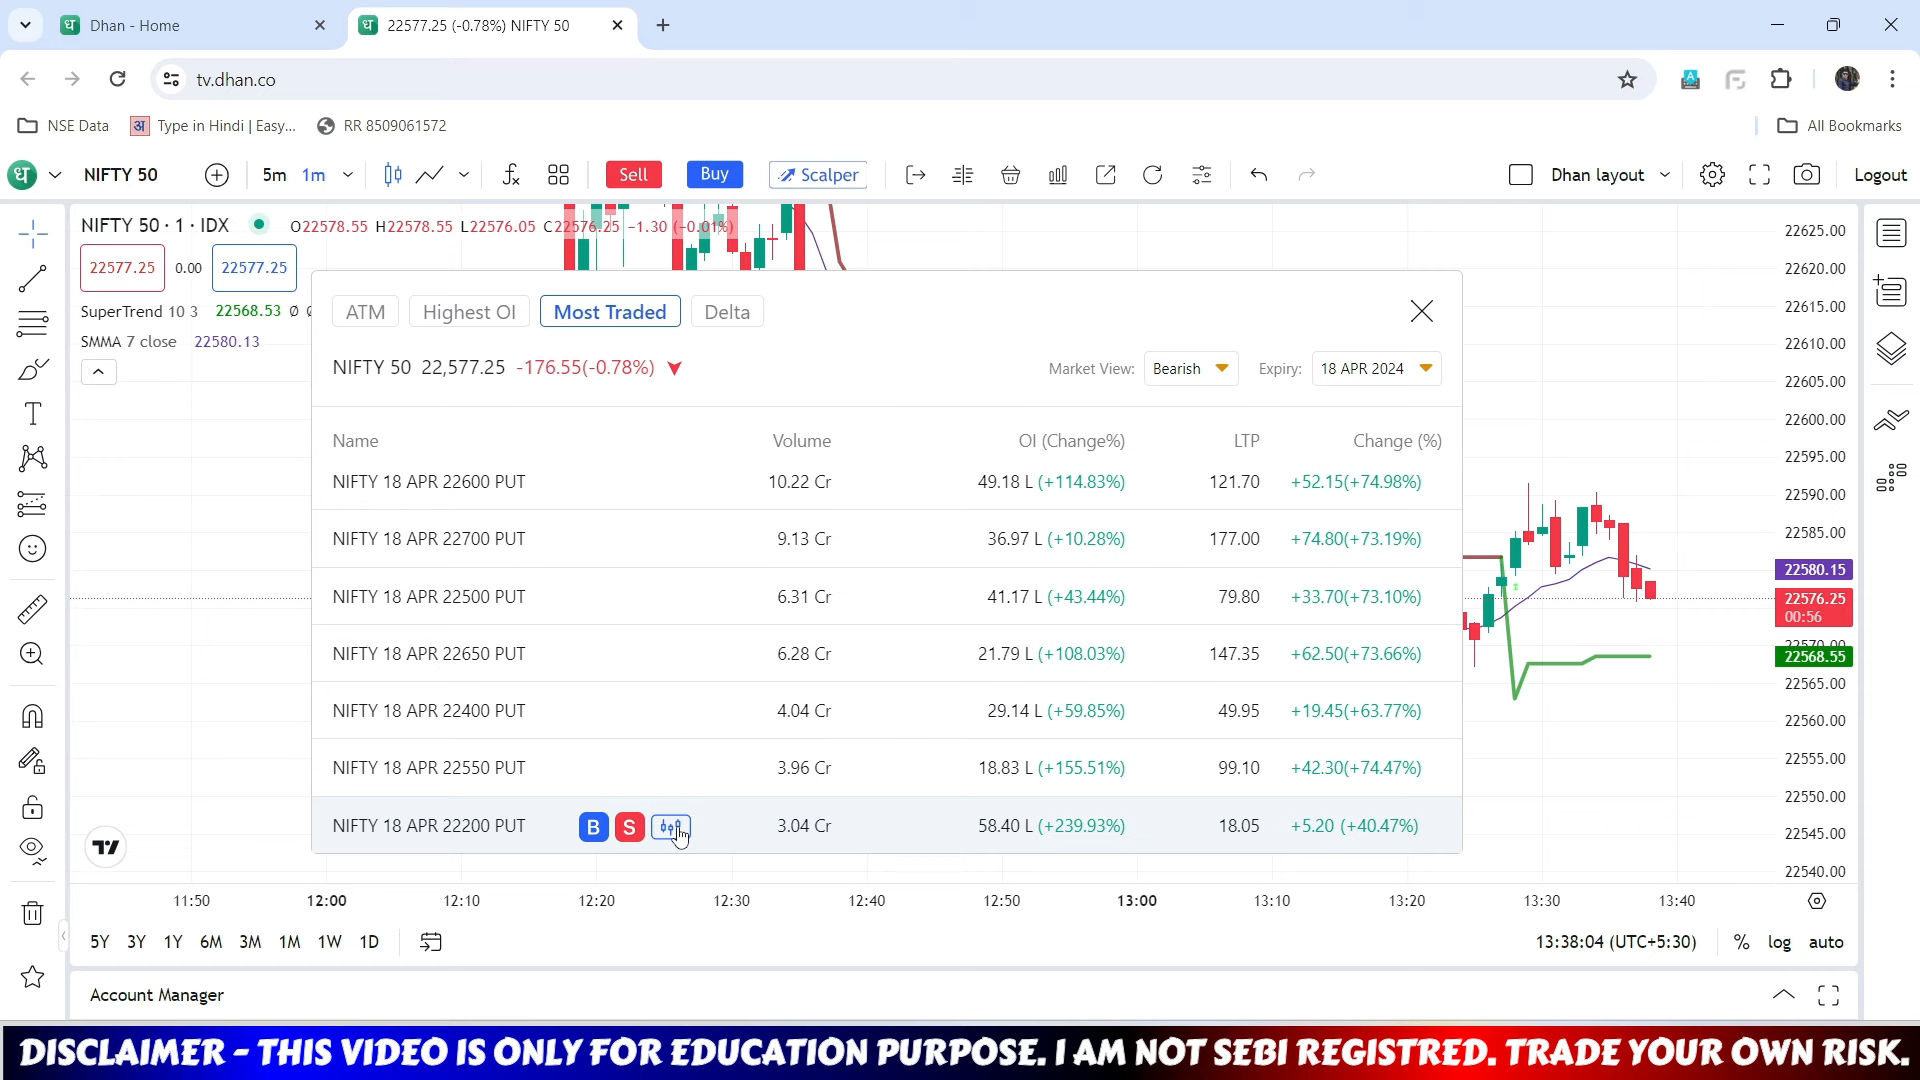 Dhan - Home
22577.25 (-0.78%) NIFTY 50
tv.dhan.co
NSE Data
अ Type in Hindi | Easy...
RR 8509061572
All Bookmarks
ध NIFTY 50 5m 1m Sell Buy Scalper Dhan layout Logout
NIFTY 50 · 1 · IDX O22578.55 H22578.55 L22576.05 C22576.25 -1.30 (-0.01%)
22577.25 0.00 22577.25
SuperTrend 10 3 22568.53 Ø
SMMA 7 close 22580.13
ATM Highest OI Most Traded Delta
NIFTY 50 22,577.25 -176.55(-0.78%) Market View: Bearish Expiry: 18 APR 2024
Name Volume OI (Change%) LTP Change (%)
NIFTY 18 APR 22600 PUT 10.22 Cr 49.18 L (+114.83%) 121.70 +52.15(+74.98%)
NIFTY 18 APR 22700 PUT 9.13 Cr 36.97 L (+10.28%) 177.00 +74.80(+73.19%)
NIFTY 18 APR 22500 PUT 6.31 Cr 41.17 L (+43.44%) 79.80 +33.70(+73.10%)
NIFTY 18 APR 22650 PUT 6.28 Cr 21.79 L (+108.03%) 147.35 +62.50(+73.66%)
NIFTY 18 APR 22400 PUT 4.04 Cr 29.14 L (+59.85%) 49.95 +19.45(+63.77%)
NIFTY 18 APR 22550 PUT 3.96 Cr 18.83 L (+155.51%) 99.10 +42.30(+74.47%)
NIFTY 18 APR 22200 PUT B S 3.04 Cr 58.40 L (+239.93%) 18.05 +5.20 (+40.47%)
22625.00
22620.00
22615.00
22610.00
22605.00
22600.00
22595.00
22590.00
22585.00
22580.15
22576.25
00:56
22570.00
22568.55
22565.00
22560.00
22555.00
22550.00
22545.00
22540.00
11:50 12:00 12:10 12:20 12:30 12:40 12:50 13:00 13:10 13:20 13:30 13:40
5Y 3Y 1Y 6M 3M 1M 1W 1D 13:38:04 (UTC+5:30) % log auto
Account Manager
DISCLAIMER - THIS VIDEO IS ONLY FOR EDUCATION PURPOSE. I AM NOT SEBI REGISTRED. TRADE YOUR OWN RISK.